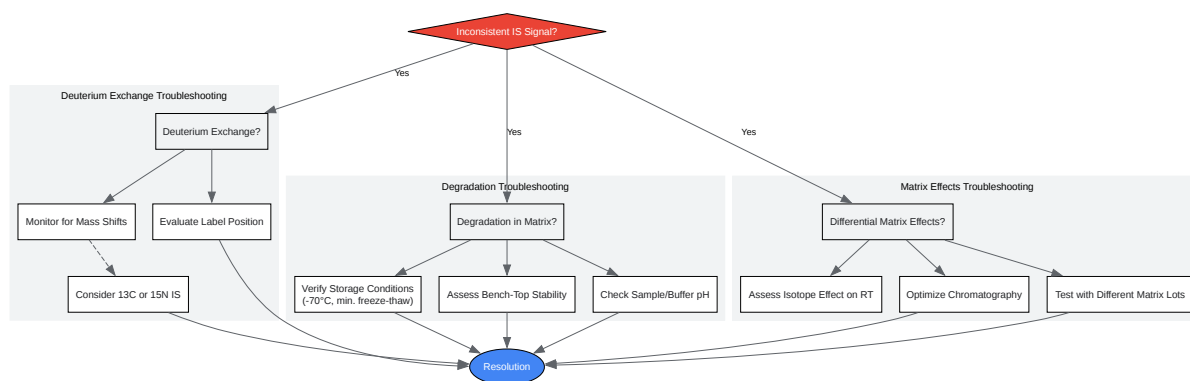 Inconsistent IS Signal?
Yes
Yes
Yes
Deuterium Exchange Troubleshooting
Deuterium Exchange?
Monitor for Mass Shifts
Evaluate Label Position
Consider 13C or 15N IS
Degradation Troubleshooting
Degradation in Matrix?
Verify Storage Conditions
(-70°C, min. freeze-thaw)
Assess Bench-Top Stability
Check Sample/Buffer pH
Matrix Effects Troubleshooting
Differential Matrix Effects?
Assess Isotope Effect on RT
Optimize Chromatography
Test with Different Matrix Lots
Resolution